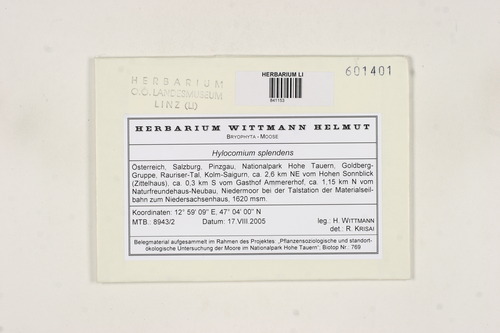 HERBARIUM
O.Ö. LANDESMUSEUM
LINZ (LI)
HERBARIUM LI
841153
601401
HERBARIUM WITTMANN HELMUT
BRYOPHYTA - MOOSE
Hylocomium splendens
Österreich, Salzburg, Pinzgau, Nationalpark Hohe Tauern, Goldberg-
Gruppe, Rauriser-Tal, Kolm-Saigurn, ca. 2,6 km NE vom Hohen Sonnblick
(Zittelhaus), ca. 0,3 km S vom Gasthof Ammererhof, ca. 1,15 km N vom
Naturfreundehaus-Neubau, Niedermoor bei der Talstation der Materialseil-
bahn zum Niedersachsenhaus, 1620 msm.
Koordinaten: 12° 59' 09" E, 47° 04' 00" N
MTB.: 8943/2 Datum: 17.VIII.2005
leg.: H. WITTMANN
det.: R. KRISAI
Belegmaterial aufgesammelt im Rahmen des Projektes: „Pflanzensoziologische und standort-
ökologische Untersuchung der Moore im Nationalpark Hohe Tauern"; Biotop Nr.: 769